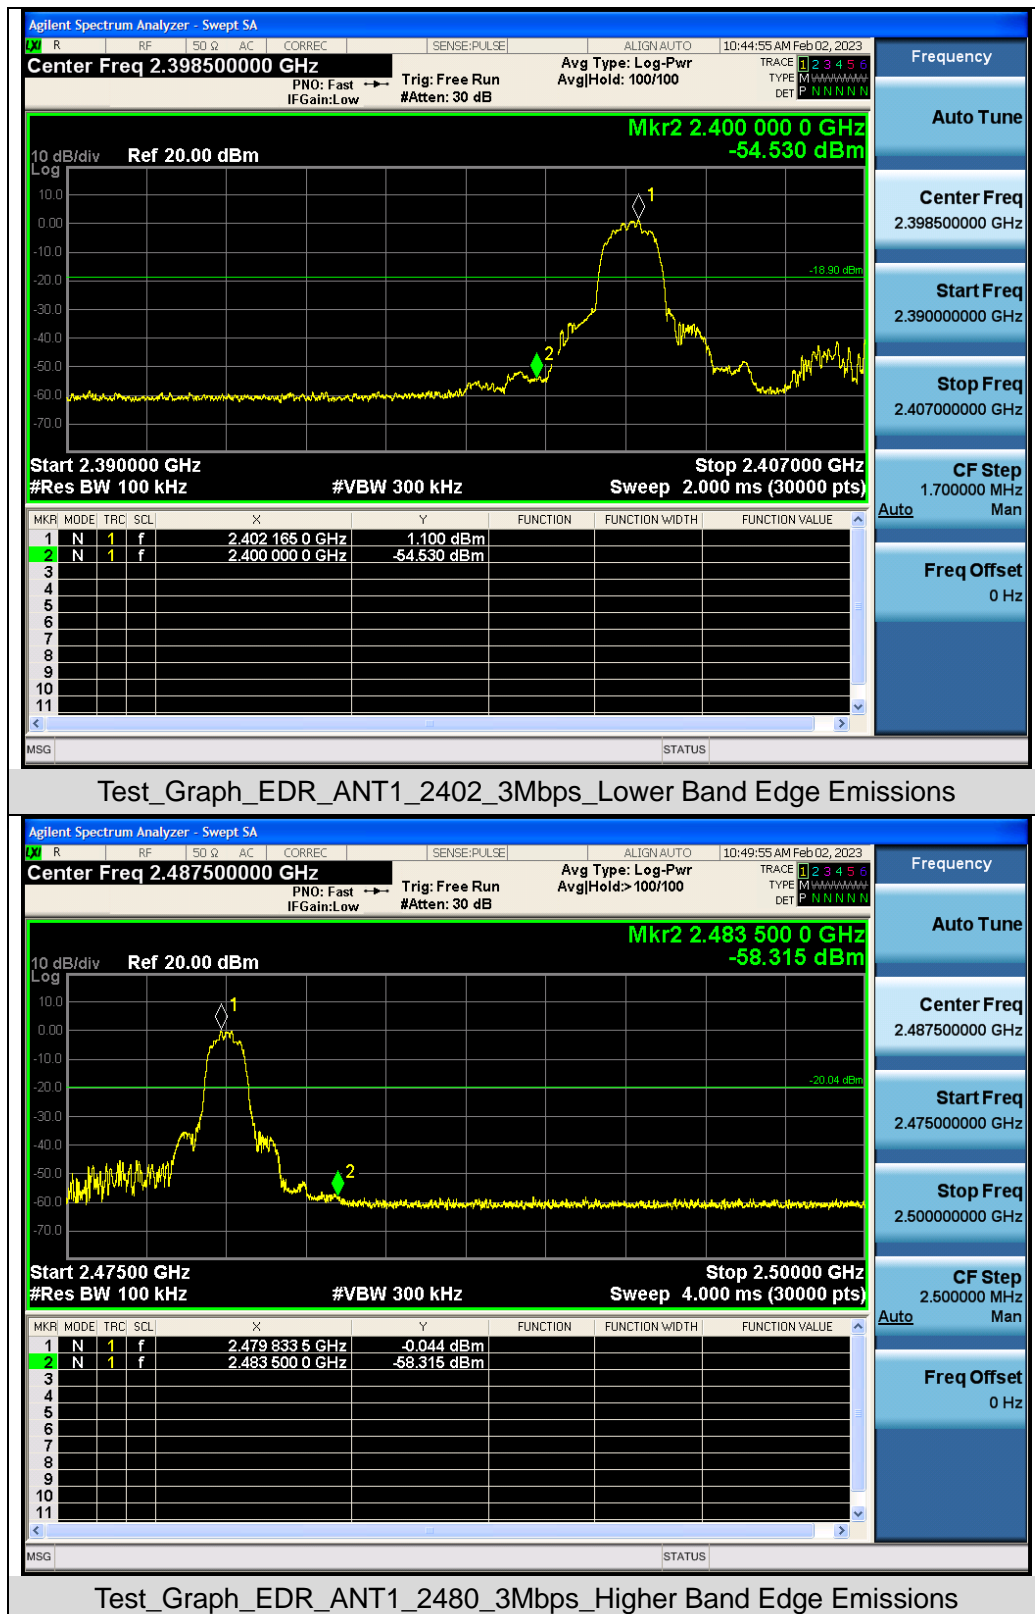 Agilent Spectrum Analyzer - Swept SA
LXI R RF 50 Ω AC CORREC SENSE:PULSE ALIGN AUTO 10:44:55 AM Feb 02, 2023
Center Freq 2.398500000 GHz
PNO: Fast
IFGain:Low
Trig: Free Run
#Atten: 30 dB
Avg Type: Log-Pwr
Avg|Hold: 100/100
TRACE 1 2 3 4 5 6
TYPE M WWWWW
DET P N N N N N
Mkr2 2.400 000 0 GHz
-54.530 dBm
10 dB/div Ref 20.00 dBm
Log
10.0
0.00
-10.0
-20.0
-30.0
-40.0
-50.0
-60.0
-70.0
1
2
-18.90 dBm
Start 2.390000 GHz Stop 2.407000 GHz
#Res BW 100 kHz #VBW 300 kHz Sweep 2.000 ms (30000 pts)
MKR MODE TRC SCL X Y FUNCTION FUNCTION WIDTH FUNCTION VALUE
1 N 1 f 2.402 165 0 GHz 1.100 dBm
2 N 1 f 2.400 000 0 GHz -54.530 dBm
3
4
5
6
7
8
9
10
11
MSG STATUS
Frequency
Auto Tune
Center Freq
2.398500000 GHz
Start Freq
2.390000000 GHz
Stop Freq
2.407000000 GHz
CF Step
1.700000 MHz
Auto Man
Freq Offset
0 Hz
Test_Graph_EDR_ANT1_2402_3Mbps_Lower Band Edge Emissions
Agilent Spectrum Analyzer - Swept SA
LXI R RF 50 Ω AC CORREC SENSE:PULSE ALIGN AUTO 10:49:55 AM Feb 02, 2023
Center Freq 2.487500000 GHz
PNO: Fast
IFGain:Low
Trig: Free Run
#Atten: 30 dB
Avg Type: Log-Pwr
Avg|Hold:>100/100
TRACE 1 2 3 4 5 6
TYPE M WWWWW
DET P N N N N N
Mkr2 2.483 500 0 GHz
-58.315 dBm
10 dB/div Ref 20.00 dBm
Log
10.0
0.00
-10.0
-20.0
-30.0
-40.0
-50.0
-60.0
-70.0
1
2
-20.04 dBm
Start 2.47500 GHz Stop 2.50000 GHz
#Res BW 100 kHz #VBW 300 kHz Sweep 4.000 ms (30000 pts)
MKR MODE TRC SCL X Y FUNCTION FUNCTION WIDTH FUNCTION VALUE
1 N 1 f 2.479 833 5 GHz -0.044 dBm
2 N 1 f 2.483 500 0 GHz -58.315 dBm
3
4
5
6
7
8
9
10
11
MSG STATUS
Frequency
Auto Tune
Center Freq
2.487500000 GHz
Start Freq
2.475000000 GHz
Stop Freq
2.500000000 GHz
CF Step
2.500000 MHz
Auto Man
Freq Offset
0 Hz
Test_Graph_EDR_ANT1_2480_3Mbps_Higher Band Edge Emissions